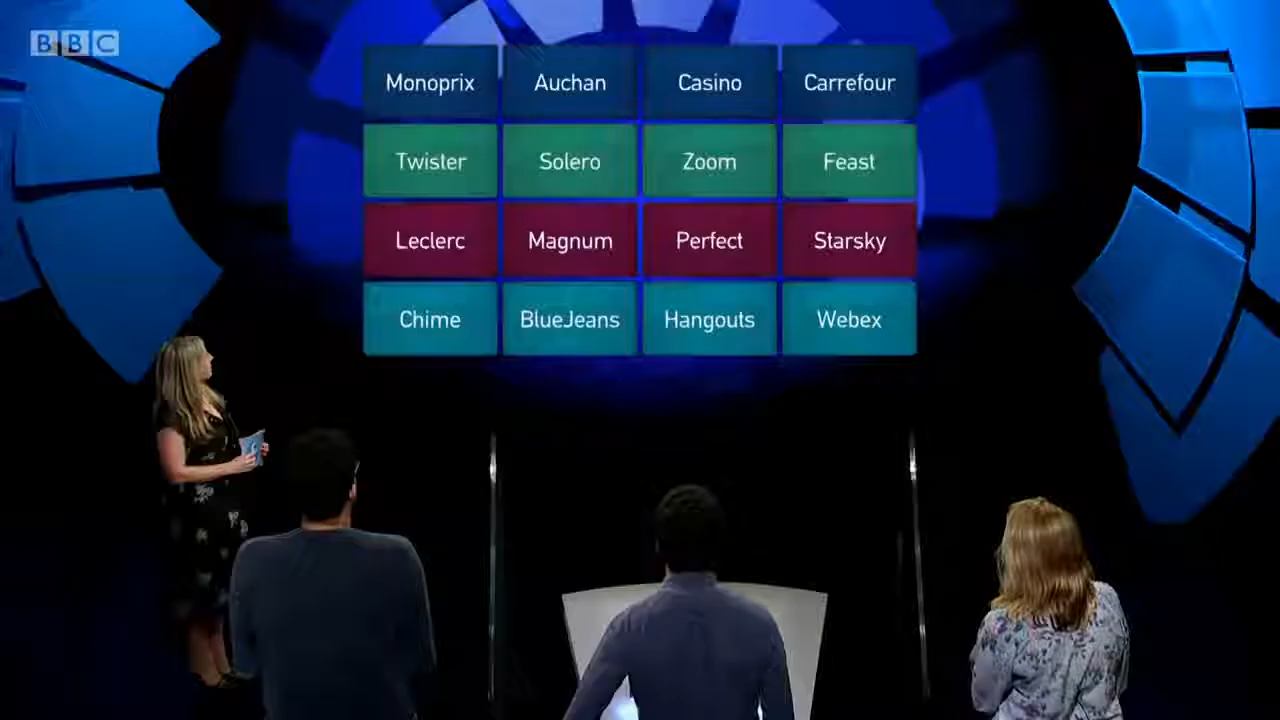 BBC
Monoprix Auchan Casino Carrefour
Twister Solero Zoom Feast
Leclerc Magnum Perfect Starsky
Chime BlueJeans Hangouts Webex